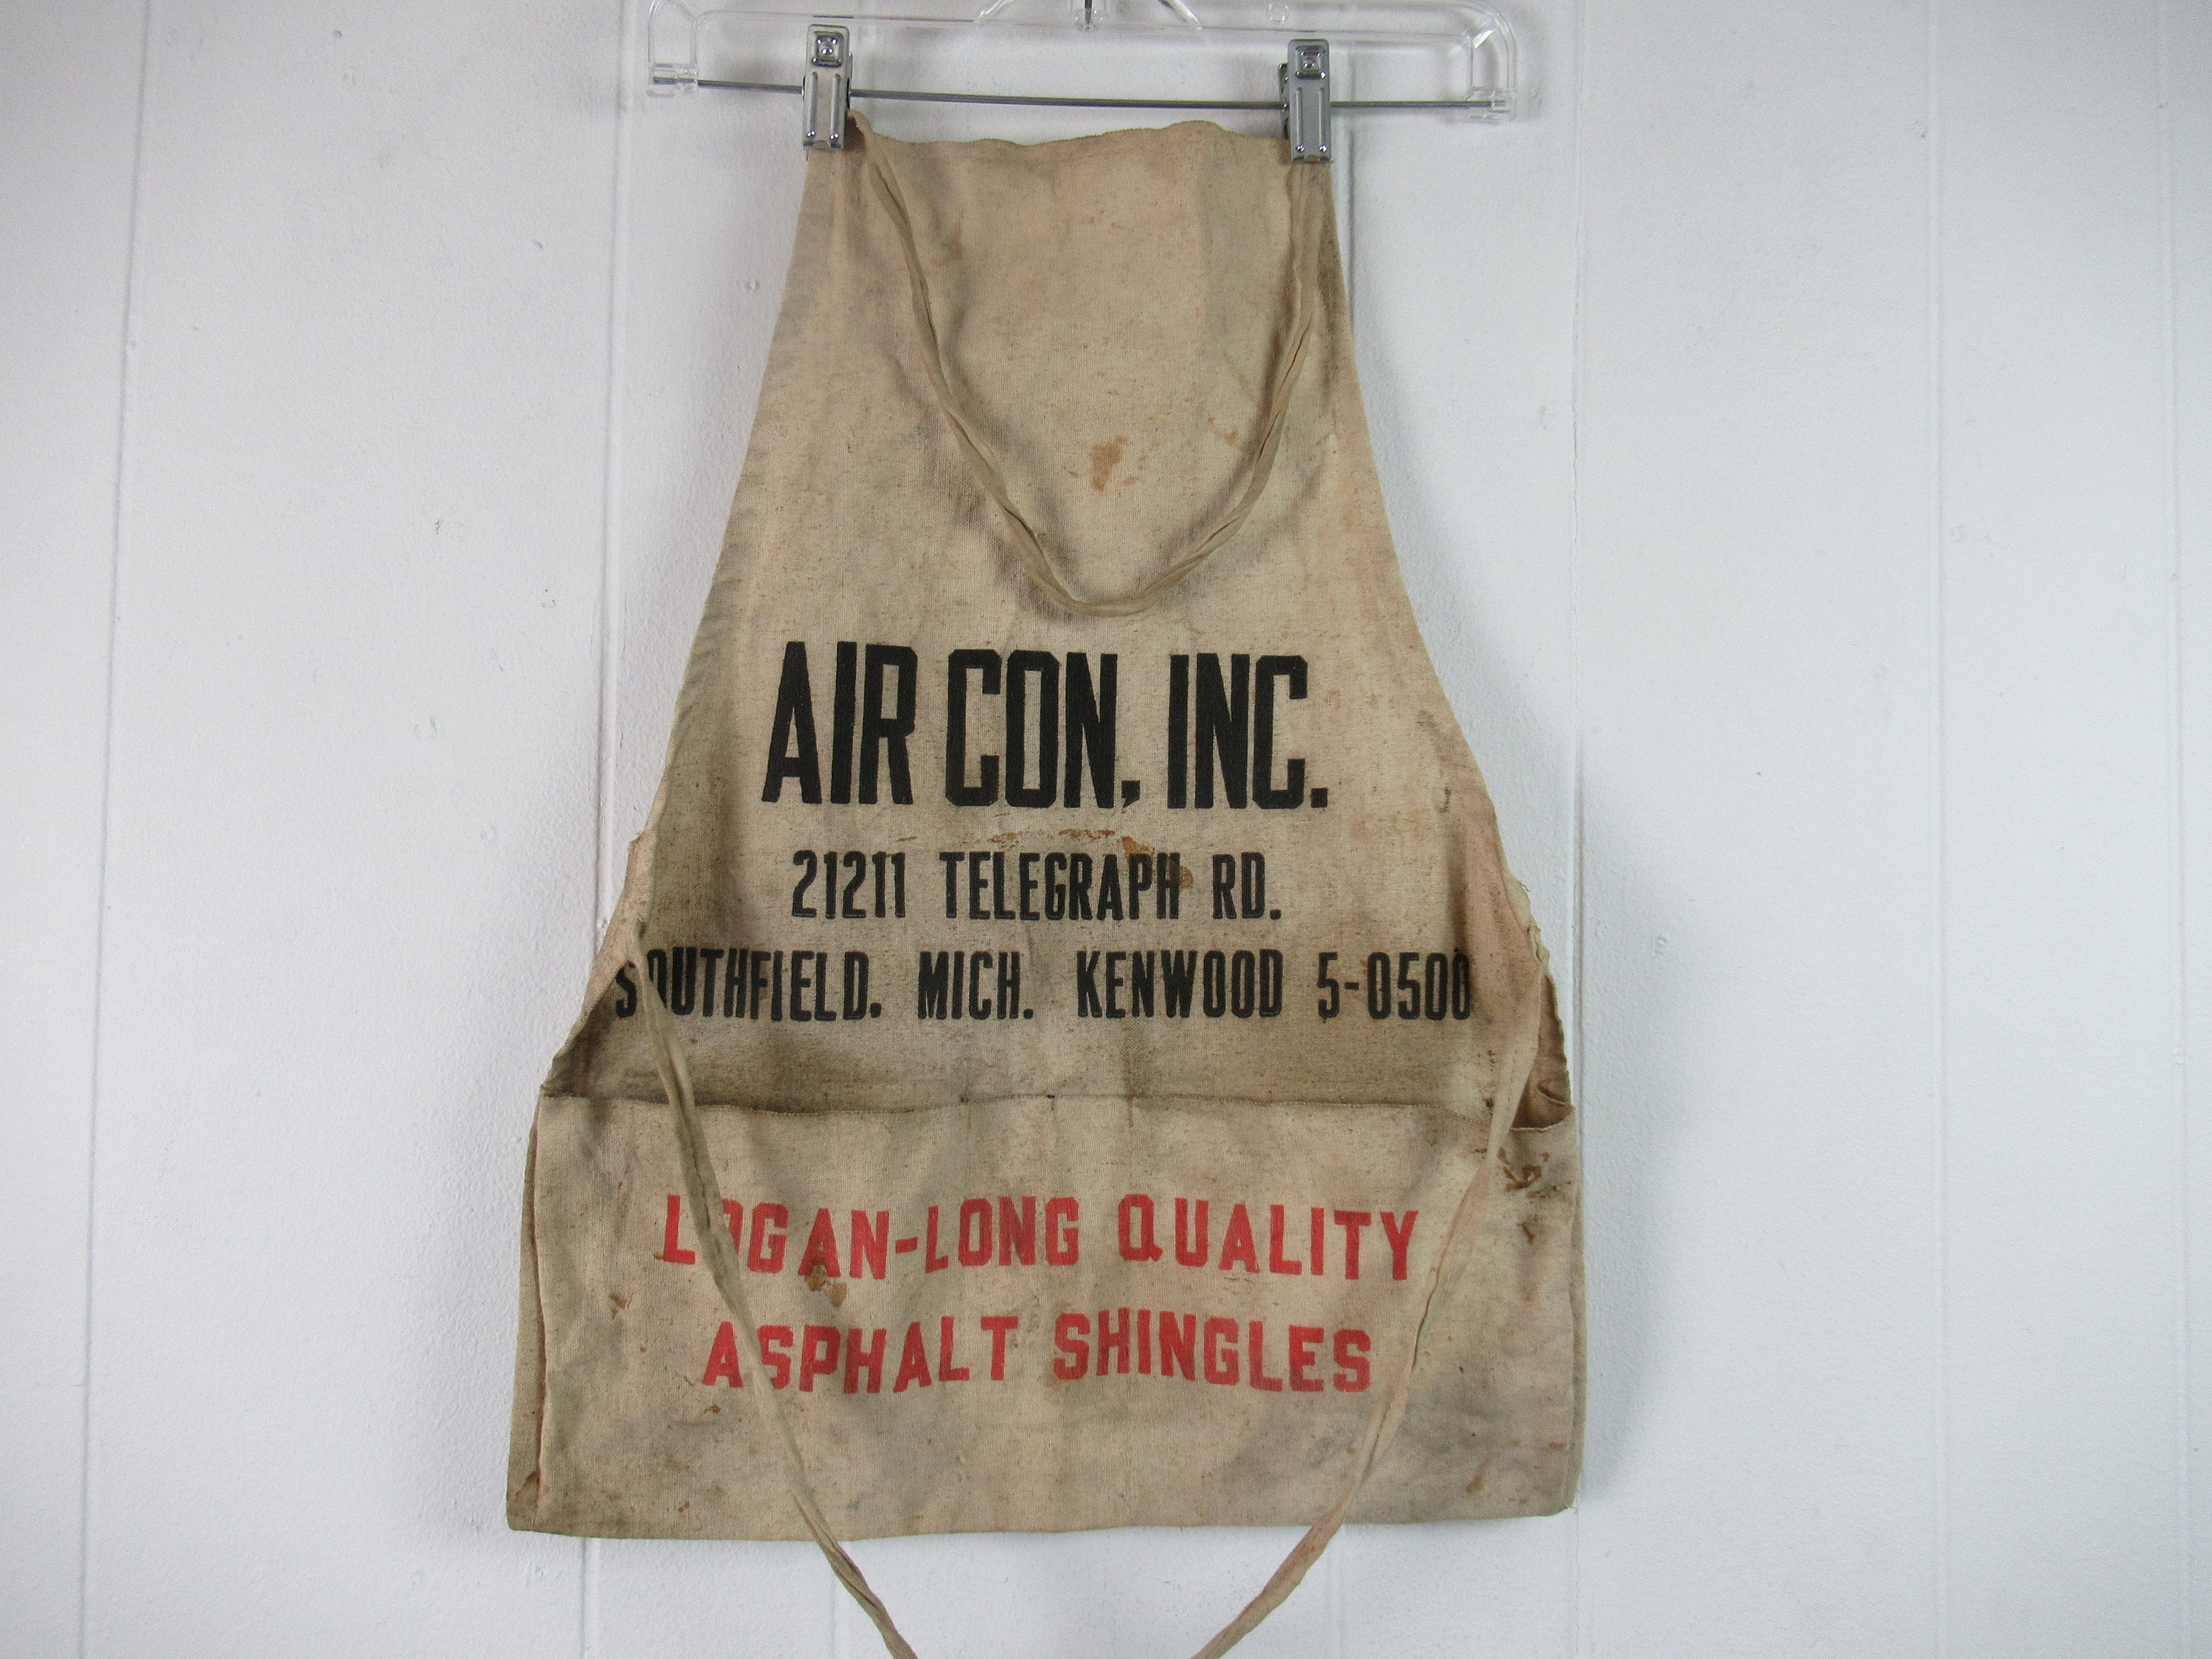 AIR CON, INC.
21211 TELEGRAPH RD.
SOUTHFIELD. MICH. KENWOOD 5-0500
LOGAN-LONG QUALITY
ASPHALT SHINGLES